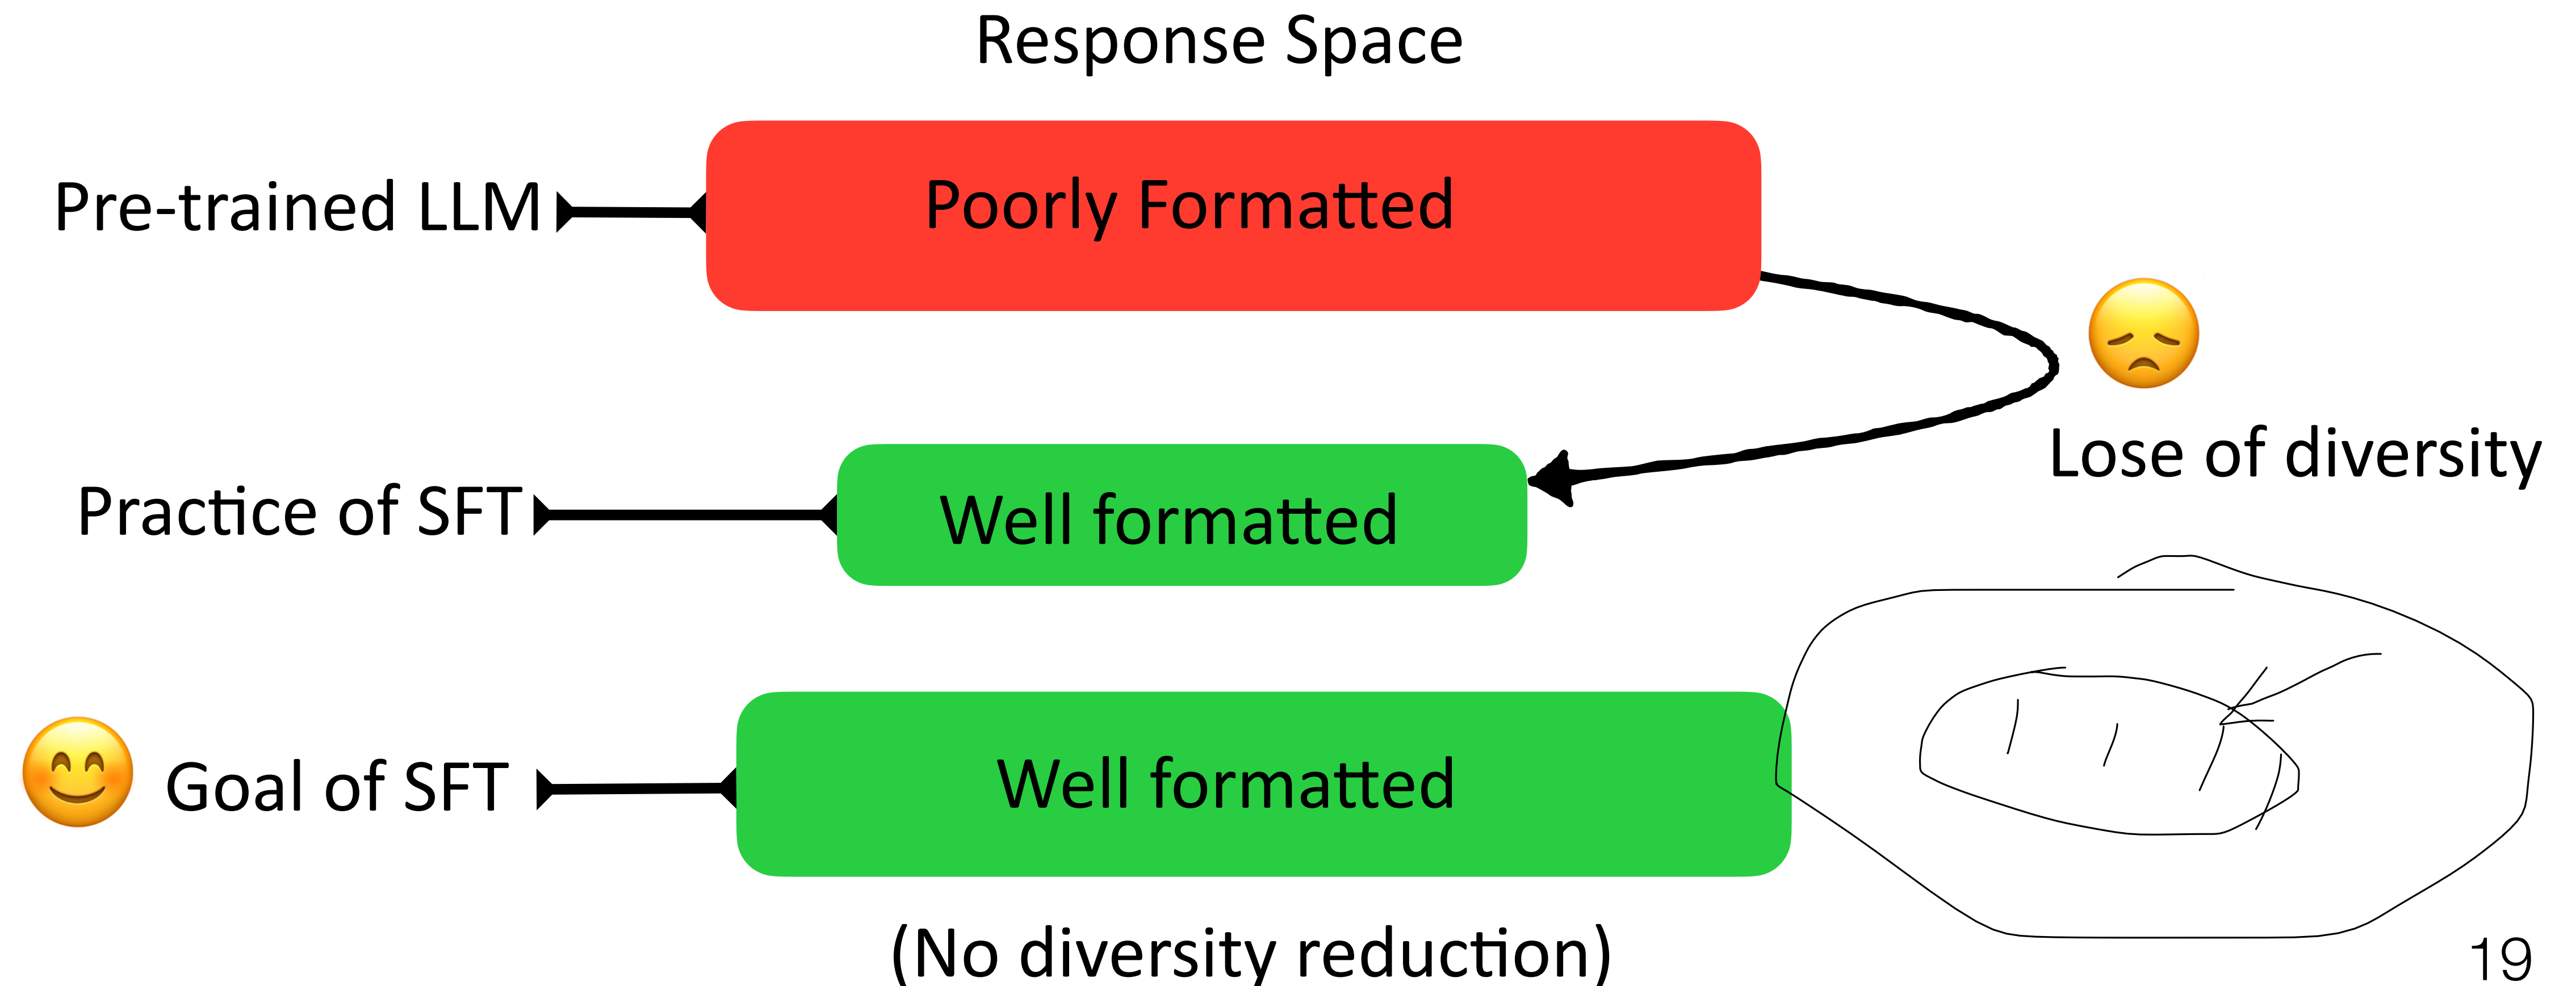 Response Space
Pre-trained LLM
Poorly Formatted
Lose of diversity
Practice of SFT
Well formatted
Goal of SFT
Well formatted
(No diversity reduction)
19